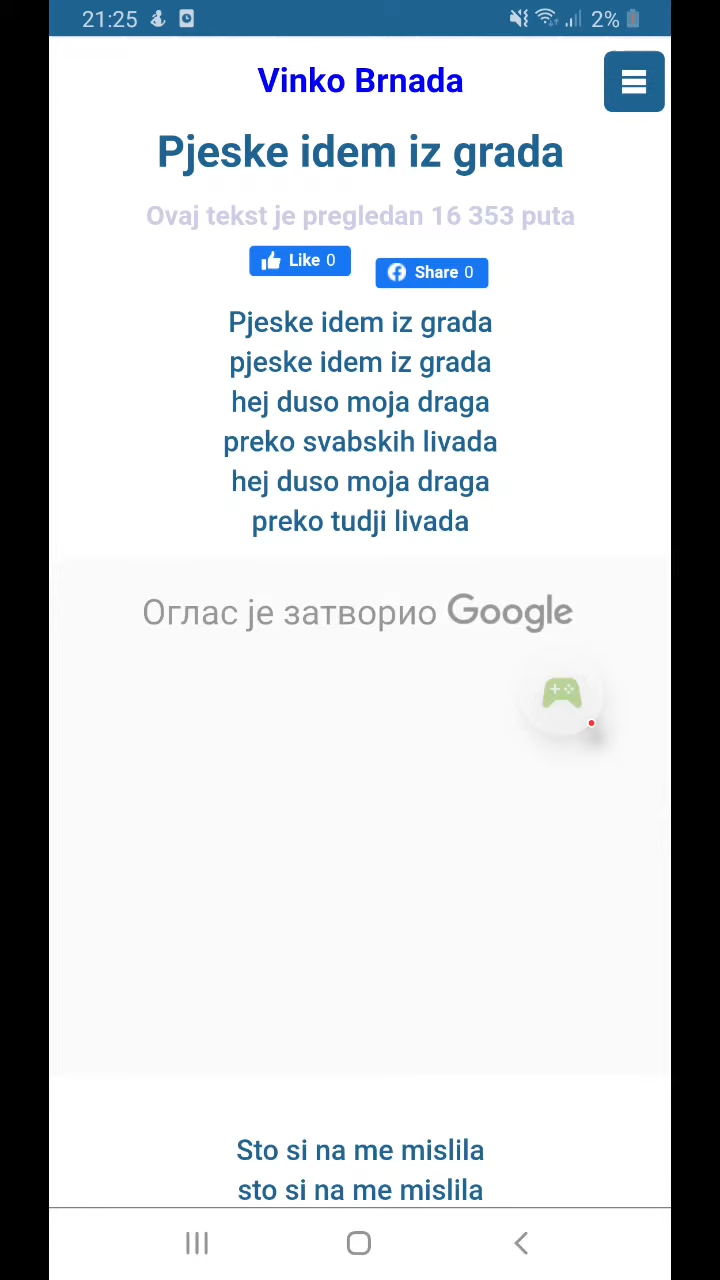 21:25
2%
Vinko Brnada
Pjeske idem iz grada
Ovaj tekst je pregledan 16 353 puta
Like 0
Share 0
Pjeske idem iz grada
pjeske idem iz grada
hej duso moja draga
preko svabskih livada
hej duso moja draga
preko tudji livada
Оглас је затворио Google
Sto si na me mislila
sto si na me mislila